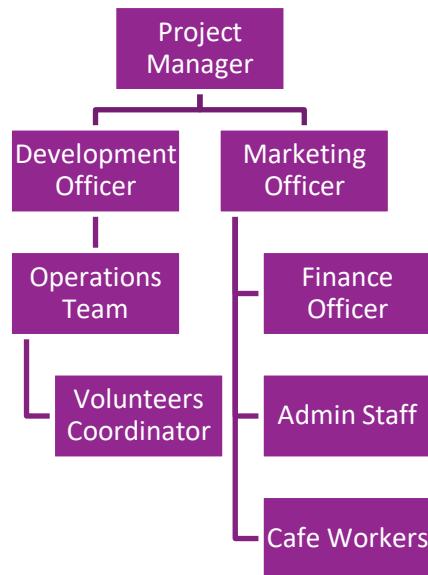 Project
Manager
Development
Officer
Marketing
Officer
Operations
Team
Finance
Officer
Volunteers
Coordinator
Admin Staff
Cafe Workers